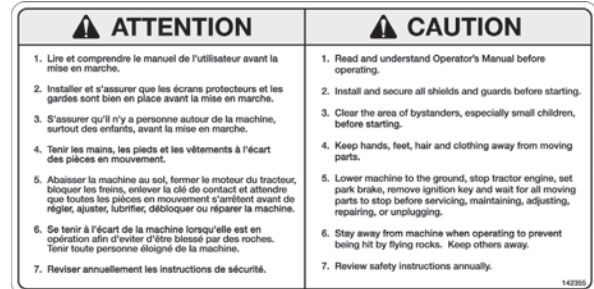 ATTENTION
1. Lire et comprendre le manuel de l'utilisateur avant la
mise en marche.
2. Installer et s'assurer que les écrans protecteurs et les
gardes sont bien en place avant la mise en marche.
3. S'assurer qu'il n'y a personne autour de la machine,
surtout des enfants, avant la mise en marche.
4. Tenir les mains, les pieds et les vêtements à l'écart
des pièces en mouvement.
5. Abaisser la machine au sol, fermer le moteur du tracteur,
bloquer les freins, enlever la clé de contact et attendre
que toutes les pièces en mouvement s'arrêtent avant de
régler, ajuster, lubrifier, débloquer ou réparer la machine.
6. Se tenir à l'écart de la machine lorsqu'elle est en
opération afin d'eviter d'être blessé par des roches.
Tenir toute personne éloigné de la machine.
7. Reviser annuellement les instructions de sécurité.
CAUTION
1. Read and understand Operator's Manual before
operating.
2. Install and secure all shields and guards before starting.
3. Clear the area of bystanders, especially small children,
before starting.
4. Keep hands, feet, hair and clothing away from moving
parts.
5. Lower machine to the ground, stop tractor engine, set
park brake, remove ignition key and wait for all moving
parts to stop before servicing, maintaining, adjusting,
repairing, or unplugging.
6. Stay away from machine when operating to prevent
being hit by flying rocks. Keep others away.
7. Review safety instructions annually.
142355